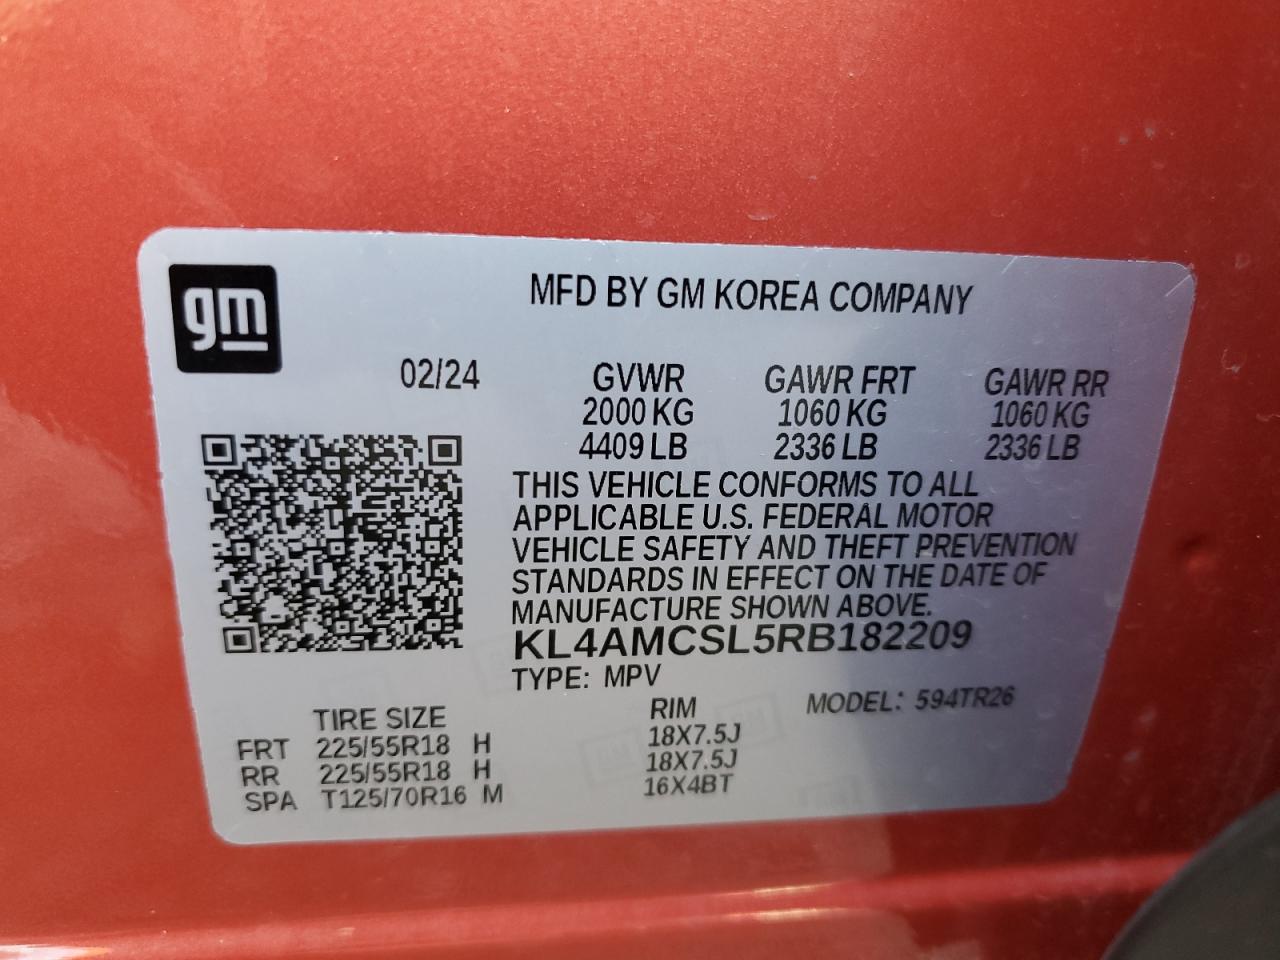 gm
MFD BY GM KOREA COMPANY
02/24 GVWR GAWR FRT GAWR RR
2000 KG 1060 KG 1060 KG
4409 LB 2336 LB 2336 LB
THIS VEHICLE CONFORMS TO ALL
APPLICABLE U.S. FEDERAL MOTOR
VEHICLE SAFETY AND THEFT PREVENTION
STANDARDS IN EFFECT ON THE DATE OF
MANUFACTURE SHOWN ABOVE.
KL4AMCSL5RB182209
TYPE: MPV MODEL: 594TR26
TIRE SIZE RIM
FRT 225/55R18 H 18X7.5J
RR 225/55R18 H 18X7.5J
SPA T125/70R16 M 16X4BT